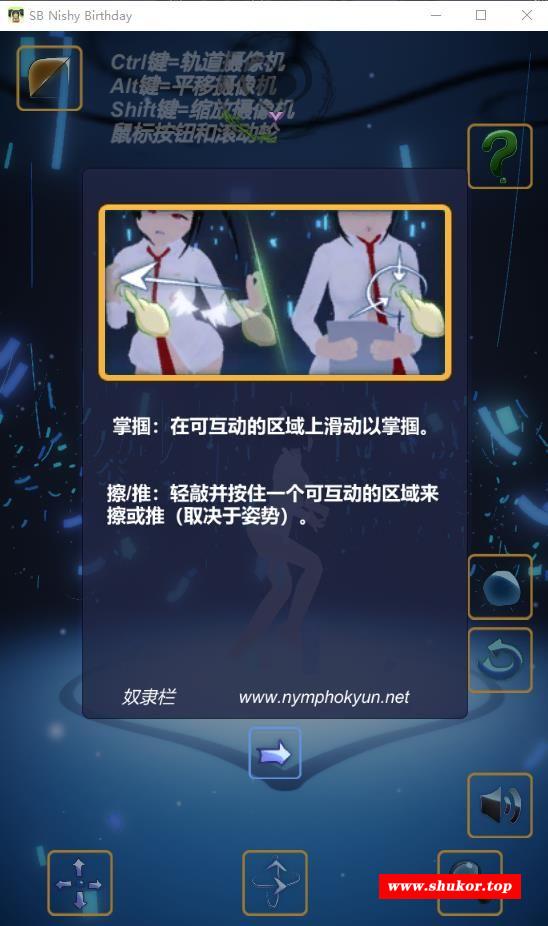 SB Nishy Birthday
Ctrl键=轨道摄像机
Alt键=平移摄像机
Shift键=缩放摄像机
鼠标按钮和滚动轮
掌掴：在可互动的区域上滑动以掌掴。
擦/推：轻敲并按住一个可互动的区域来
擦或推（取决于姿势）。
奴隶栏
www.nymphokyun.net
www.shukor.top